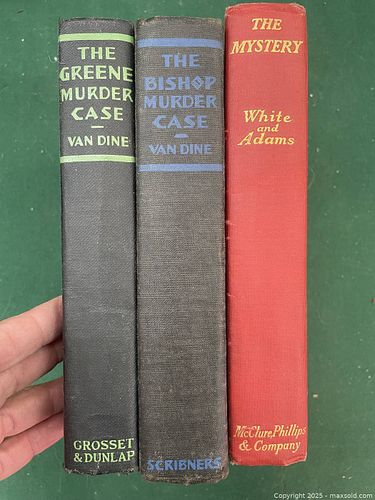 THE
GREENE
MURDER
CASE
VAN DINE
GROSSET
& DUNLAP
THE
BISHOP
MURDER
CASE
VAN DINE
SCRIBNERS
THE
MYSTERY
White
and
Adams
McClure, Phillips
& Company
Copyright 2025 - maxsold.com